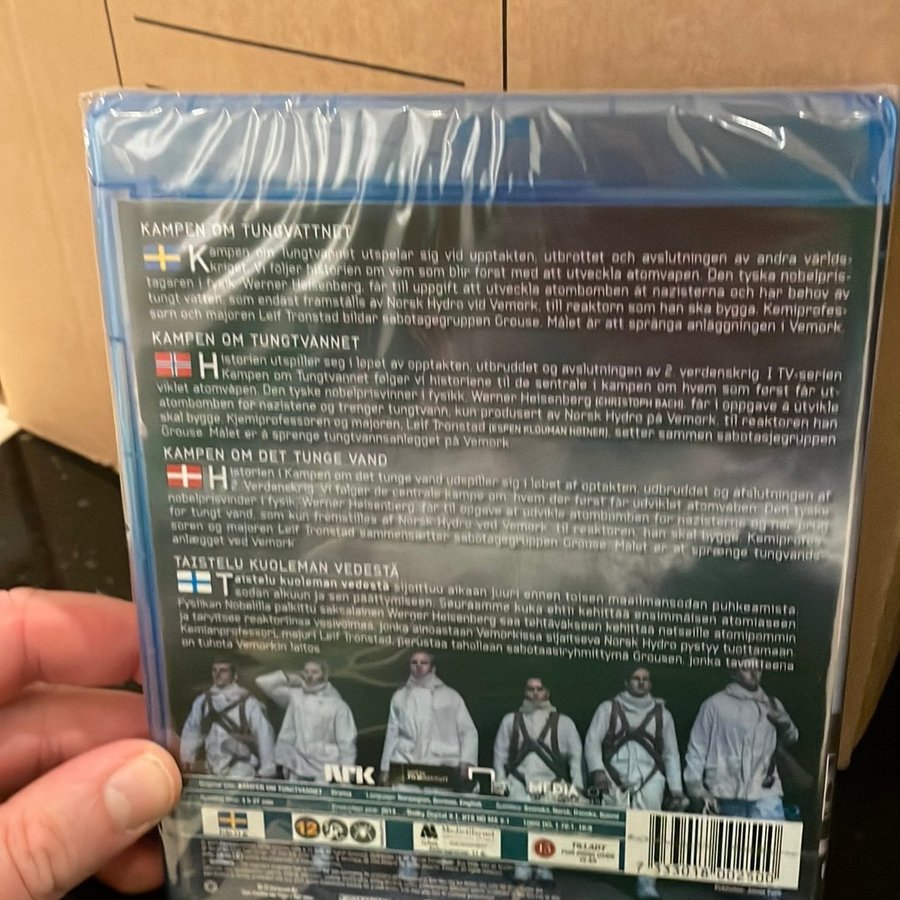 KAMPEN OM TUNGVATTNET
Kampen om tungtvannet utspelar sig vid upptakten, utbrottet och avslutningen av andra världs-
kriget. Vi följer historien om vem som blir först med att utveckla atomvapen. Den tyske nobelpris-
tagaren i fysik, Werner Heisenberg, får till uppgift att utveckla atombomben åt nazisterna och har behov av
tungt vatten, som endast framställs av Norsk Hydro vid Vemork, till reaktorn som han ska bygga. Kemiprofes-
sorn och majoren Leif Tronstad bildar sabotagegruppen Grouse. Målet är att spränga anläggningen i Vemork.
KAMPEN OM TUNGTVANNET
Historien utspiller seg i løpet av opptakten, utbruddet og avslutningen av 2. verdenskrig. I TV-serien
Kampen om Tungtvannet følger vi historiene til de sentrale i kampen om hvem som først får ut-
viklet atomvåpen. Den tyske nobelprisvinner i fysikk, Werner Heisenberg (CHRISTOPH BACH), får i oppgave å utvikle
atombomben for nazistene og trenger tungtvann, kun produsert av Norsk Hydro på Vemork, til reaktoren han
skal bygge. Kjemiprofessoren og majoren, Leif Tronstad (ESPEN KLOUMAN HØINER), setter sammen sabotasjegruppen
Grouse. Målet er å sprenge tungtvannsanlegget på Vemork.
KAMPEN OM DET TUNGE VAND
Historien i Kampen om det tunge vand udspiller sig i løbet af optakten, udbruddet og afslutningen af
2. Verdenskrig. Vi følger de centrale i kampe om hvem der først får udviklet atomvåben. Den tyske
nobelprisvinder i fysik, Werner Heisenberg, får til opgave at udvikle atombomben for nazisterne og har brug
for tungt vand, som kun fremstilles af Norsk Hydro ved Vemork, til reaktoren, han skal bygge. Kemiprofes-
soren og majoren Leif Tronstad sammensætter sabotagegruppen Grouse. Målet er at sprænge tungvands-
anlægget ved Vemork.
TAISTELU KUOLEMAN VEDESTÄ
Taistelu kuoleman vedestä sijoittuu aikaan juuri ennen toisen maailmansodan puhkeamista
sodan alkuun ja sen päättymiseen. Seuraamme kuka ehtii kehittää ensimmäisen atomiaseen
Fysiikan Nobelilla palkittu saksalainen Werner Heisenberg saa tehtäväkseen kehittää natseille atomipommin
ja tarvitsee reaktoriinsa raskasvettä, jonka ainoastaan Vemorkissa sijaitseva Norsk Hydro pystyy tuottamaan.
Kemianprofessori, majuri Leif Tronstad, perustaa tahollaan sabotaasiryhmittymä Grousen, jonka tavoitteena
on tuhota Vemorkin laitos.
NRK
MEDIA
12
15
TILLATT
7 333018 002500